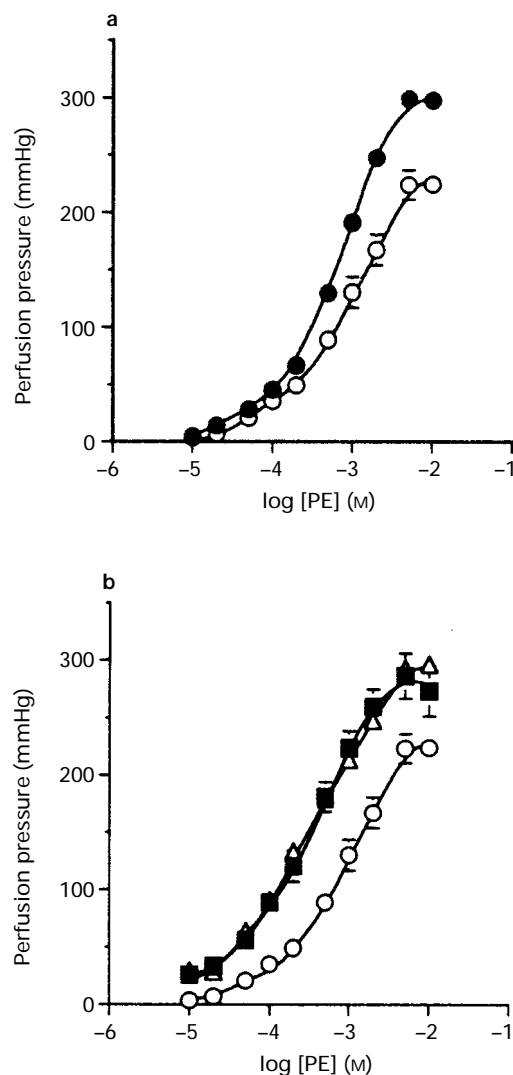 a
Perfusion pressure (mmHg)
300
200
100
0
–6 –5 –4 –3 –2 –1
log [PE] (M)
b
Perfusion pressure (mmHg)
300
200
100
0
–6 –5 –4 –3 –2 –1
log [PE] (M)